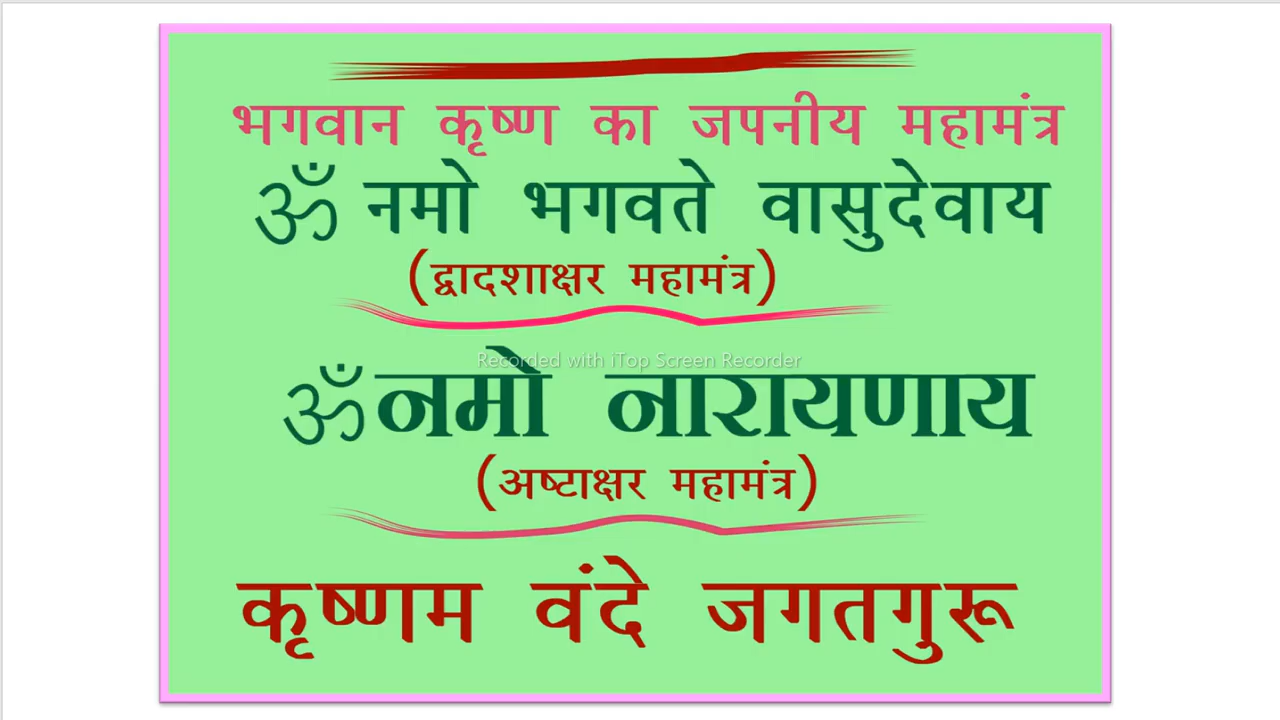 भगवान कृष्ण का जपनीय महामंत्र
ॐ नमो भगवते वासुदेवाय
(द्वादशाक्षर महामंत्र)
Recorded with iTop Screen Recorder
ॐ नमो नारायणाय
(अष्टाक्षर महामंत्र)
कृष्णम वंदे जगतगुरू